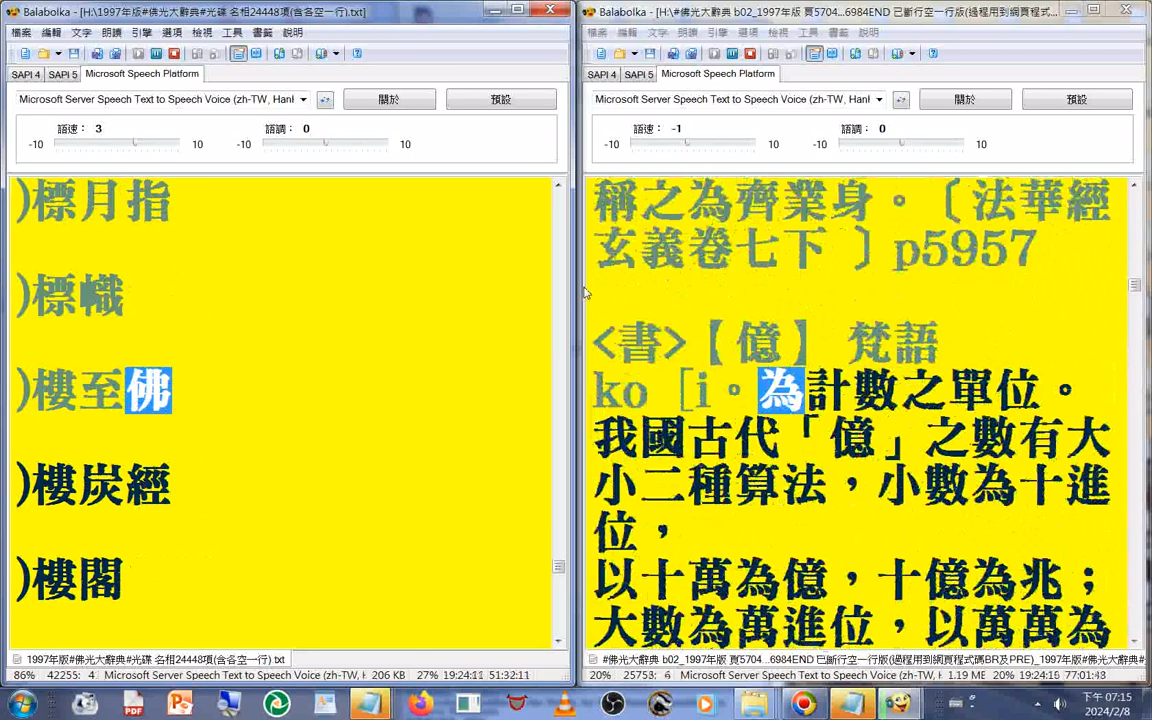 Balabolka - [H:\1997年版#佛光大辭典#光碟 名相24448項(含各空一行).txt]
檔案 編輯 文字 朗讀 引擎 選項 檢視 工具 書籤 說明
SAPI 4 SAPI 5 Microsoft Speech Platform
Microsoft Server Speech Text to Speech Voice (zh-TW, Hanl
關於
預設
語速： 3
語調： 0
-10 10 -10 10
)標月指
)標幟
)樓至佛
)樓炭經
)樓閣
1997年版#佛光大辭典#光碟 名相24448項(含各空一行).txt
86% 42255: 4 Microsoft Speech Platform: Microsoft Server Speech Text to Speech Voice (zh-TW, H 206 KB 27% 19:24:11 51:32:11
Balabolka - [H:\#佛光大辭典 b02_1997年版 頁5704...6984END 已斷行空一行版(過程用到網頁程式...
檔案 編輯 文字 朗讀 引擎 選項 檢視 工具 書籤 說明
SAPI 4 SAPI 5 Microsoft Speech Platform
Microsoft Server Speech Text to Speech Voice (zh-TW, Hanl
關於
預設
語速： -1
語調： 0
-10 10 -10 10
稱之為齊業身。〔法華經
玄義卷七下 〕p5957
<書>【億】 梵語
ko［i。為計數之單位。
我國古代「億」之數有大
小二種算法，小數為十進
位，
以十萬為億，十億為兆；
大數為萬進位，以萬萬為
#佛光大辭典 b02_1997年版 頁5704...6984END 已斷行空一行版(過程用到網頁程式碼BR及PRE)_1997年版#
20% 25753: 6 Microsoft Speech Platform: Microsoft Server Speech Text to Speech Voice (zh-TW, H 1.19 ME 20% 19:24:15 77:01:43
下午 07:15
2024/2/8